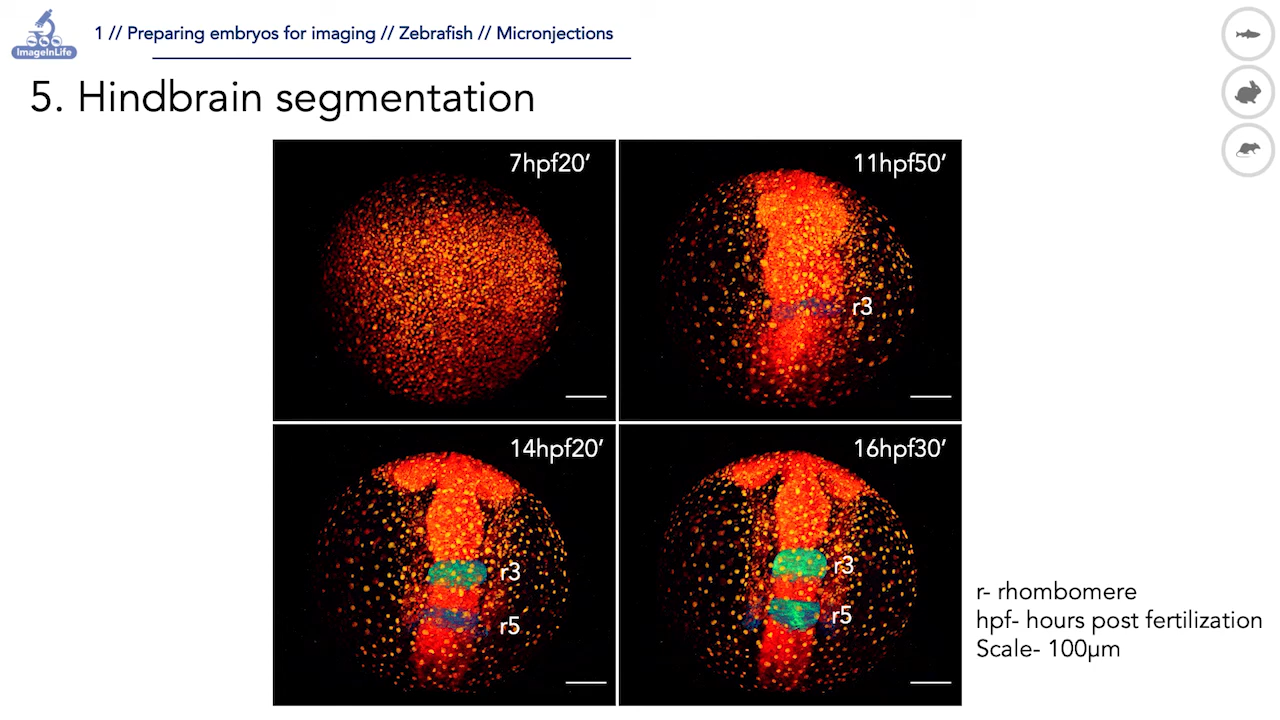 ImageInLife
1 // Preparing embryos for imaging // Zebrafish // Micronjections
5. Hindbrain segmentation
7hpf20’
11hpf50’
r3
14hpf20’
r3
r5
16hpf30’
r3
r5
r- rhombomere
hpf- hours post fertilization
Scale- 100µm